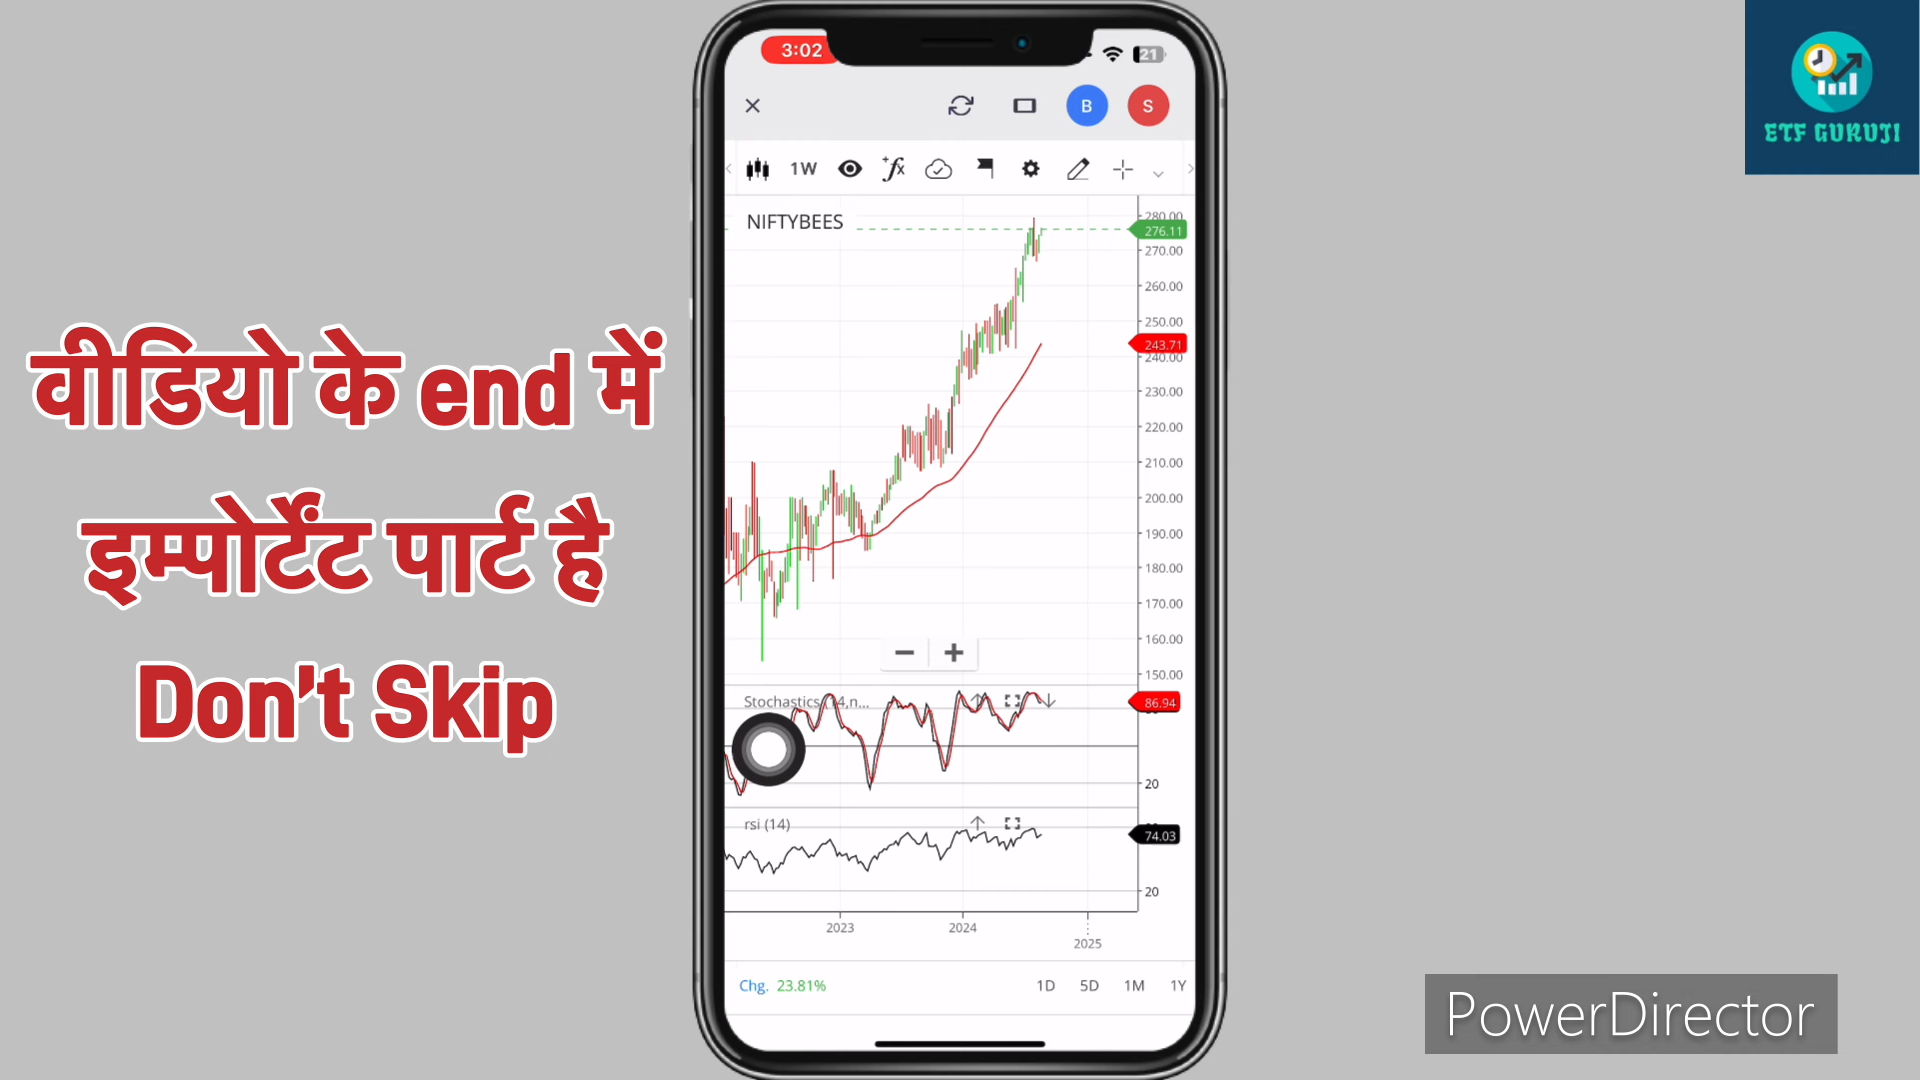 3:02
21
B
S
ETF GURUJI
1W
NIFTYBEES
280.00
276.11
270.00
260.00
250.00
243.71
240.00
230.00
220.00
210.00
200.00
190.00
180.00
170.00
160.00
150.00
वीडियो के end में
इम्पोर्टेंट पार्ट है
Don't Skip
Stochastics (14,n...
86.94
20
rsi (14)
74.03
20
2023
2024
2025
Chg. 23.81%
1D 5D 1M 1Y
PowerDirector